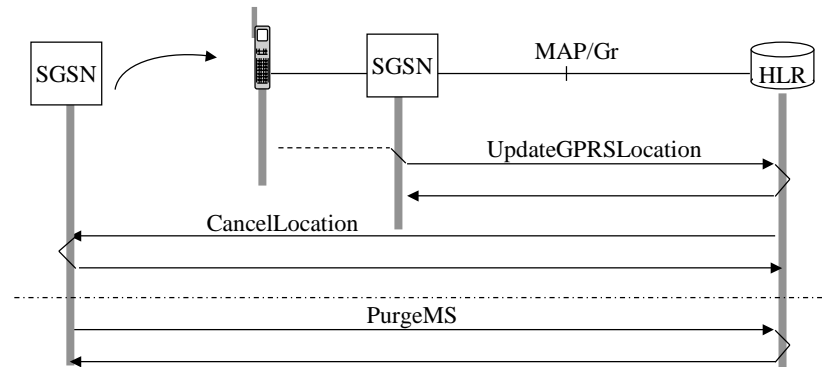 MAP/Gr
SGSN
SGSN
HLR
UpdateGPRSLocation
CancelLocation
PurgeMS